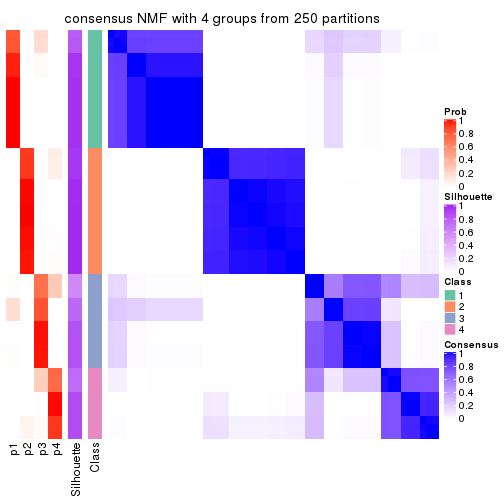 consensus NMF with 4 groups from 250 partitions
Prob
1
0.8
0.6
0.4
0.2
0
Silhouette
1
0.8
0.6
0.4
0.2
0
Class
1
2
3
4
Consensus
1
0.8
0.6
0.4
0.2
0
p1
p2
p3
p4
Silhouette
Class